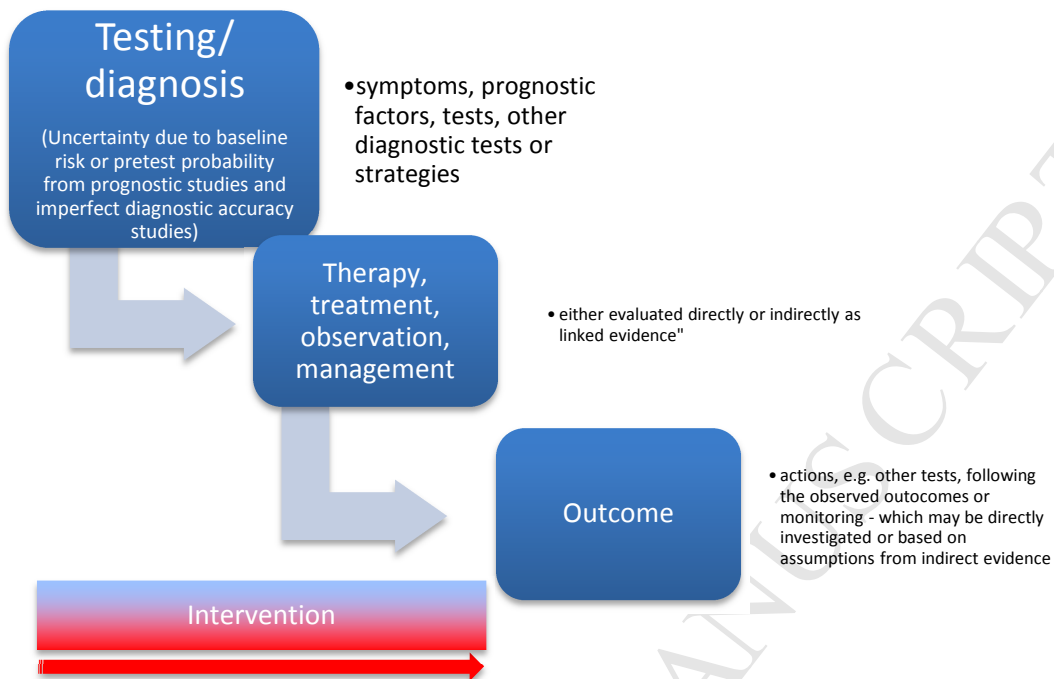 Testing/
diagnosis
(Uncertainty due to baseline
risk or pretest probability
from prognostic studies and
imperfect diagnostic accuracy
studies)
•symptoms, prognostic
factors, tests, other
diagnostic tests or
strategies
Therapy,
treatment,
observation,
management
• either evaluated directly or indirectly as
linked evidence"
Outcome
• actions, e.g. other tests, following
the observed outocomes or
monitoring - which may be directly
investigated or based on
assumptions from indirect evidence
Intervention
ANUSCRIPT